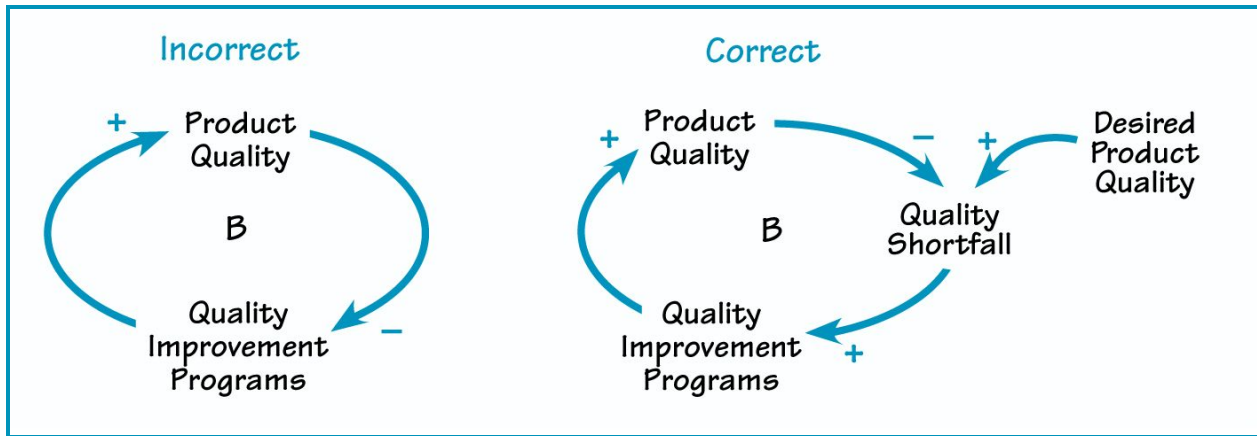 Incorrect
+
Product
Quality
B
Quality
Improvement
Programs
−
Correct
+
Product
Quality
−
+
Desired
Product
Quality
B
Quality
Shortfall
Quality
Improvement
Programs
+